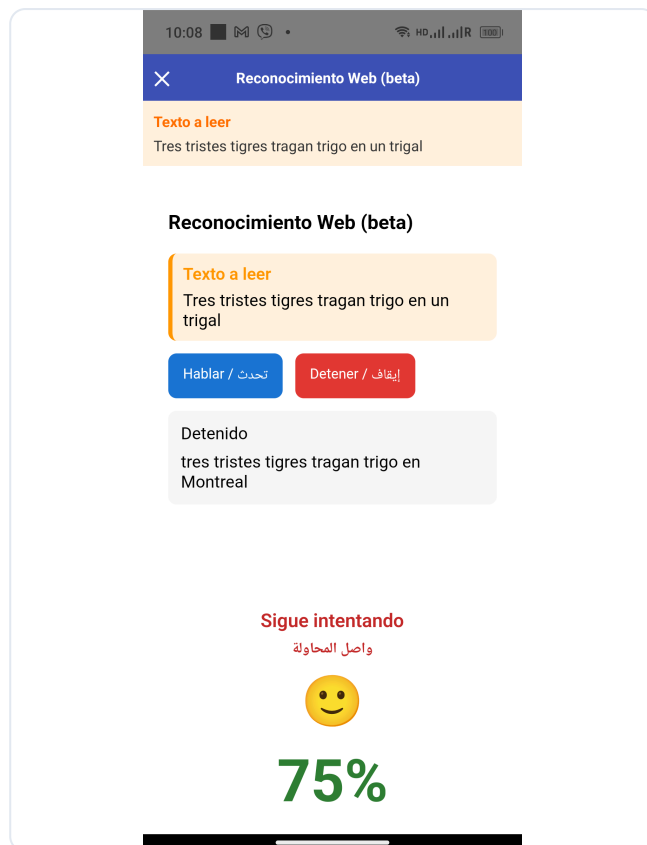 10:08
HD R 100
Reconocimiento Web (beta)
Texto a leer
Tres tristes tigres tragan trigo en un trigal
Reconocimiento Web (beta)
Texto a leer
Tres tristes tigres tragan trigo en un
trigal
Hablar / تحدث
Detener / إيقاف
Detenido
tres tristes tigres tragan trigo en
Montreal
Sigue intentando
واصل المحاولة
75%